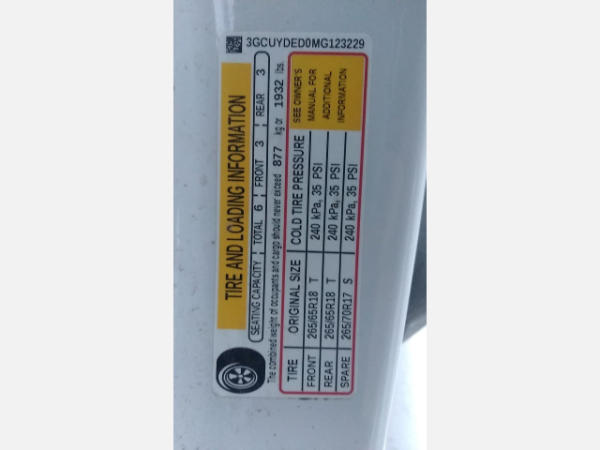 3GCUYDED0MG123229
TIRE AND LOADING INFORMATION
SEATING CAPACITY TOTAL 6 FRONT 3 REAR 3
The combined weight of occupants and cargo should never exceed 877 kg or 1932 lbs.
TIRE ORIGINAL SIZE COLD TIRE PRESSURE SEE OWNER'S
FRONT 265/65R18 T 240 kPa, 35 PSI MANUAL FOR
REAR 265/65R18 T 240 kPa, 35 PSI ADDITIONAL
SPARE 265/70R17 S 240 kPa, 35 PSI INFORMATION